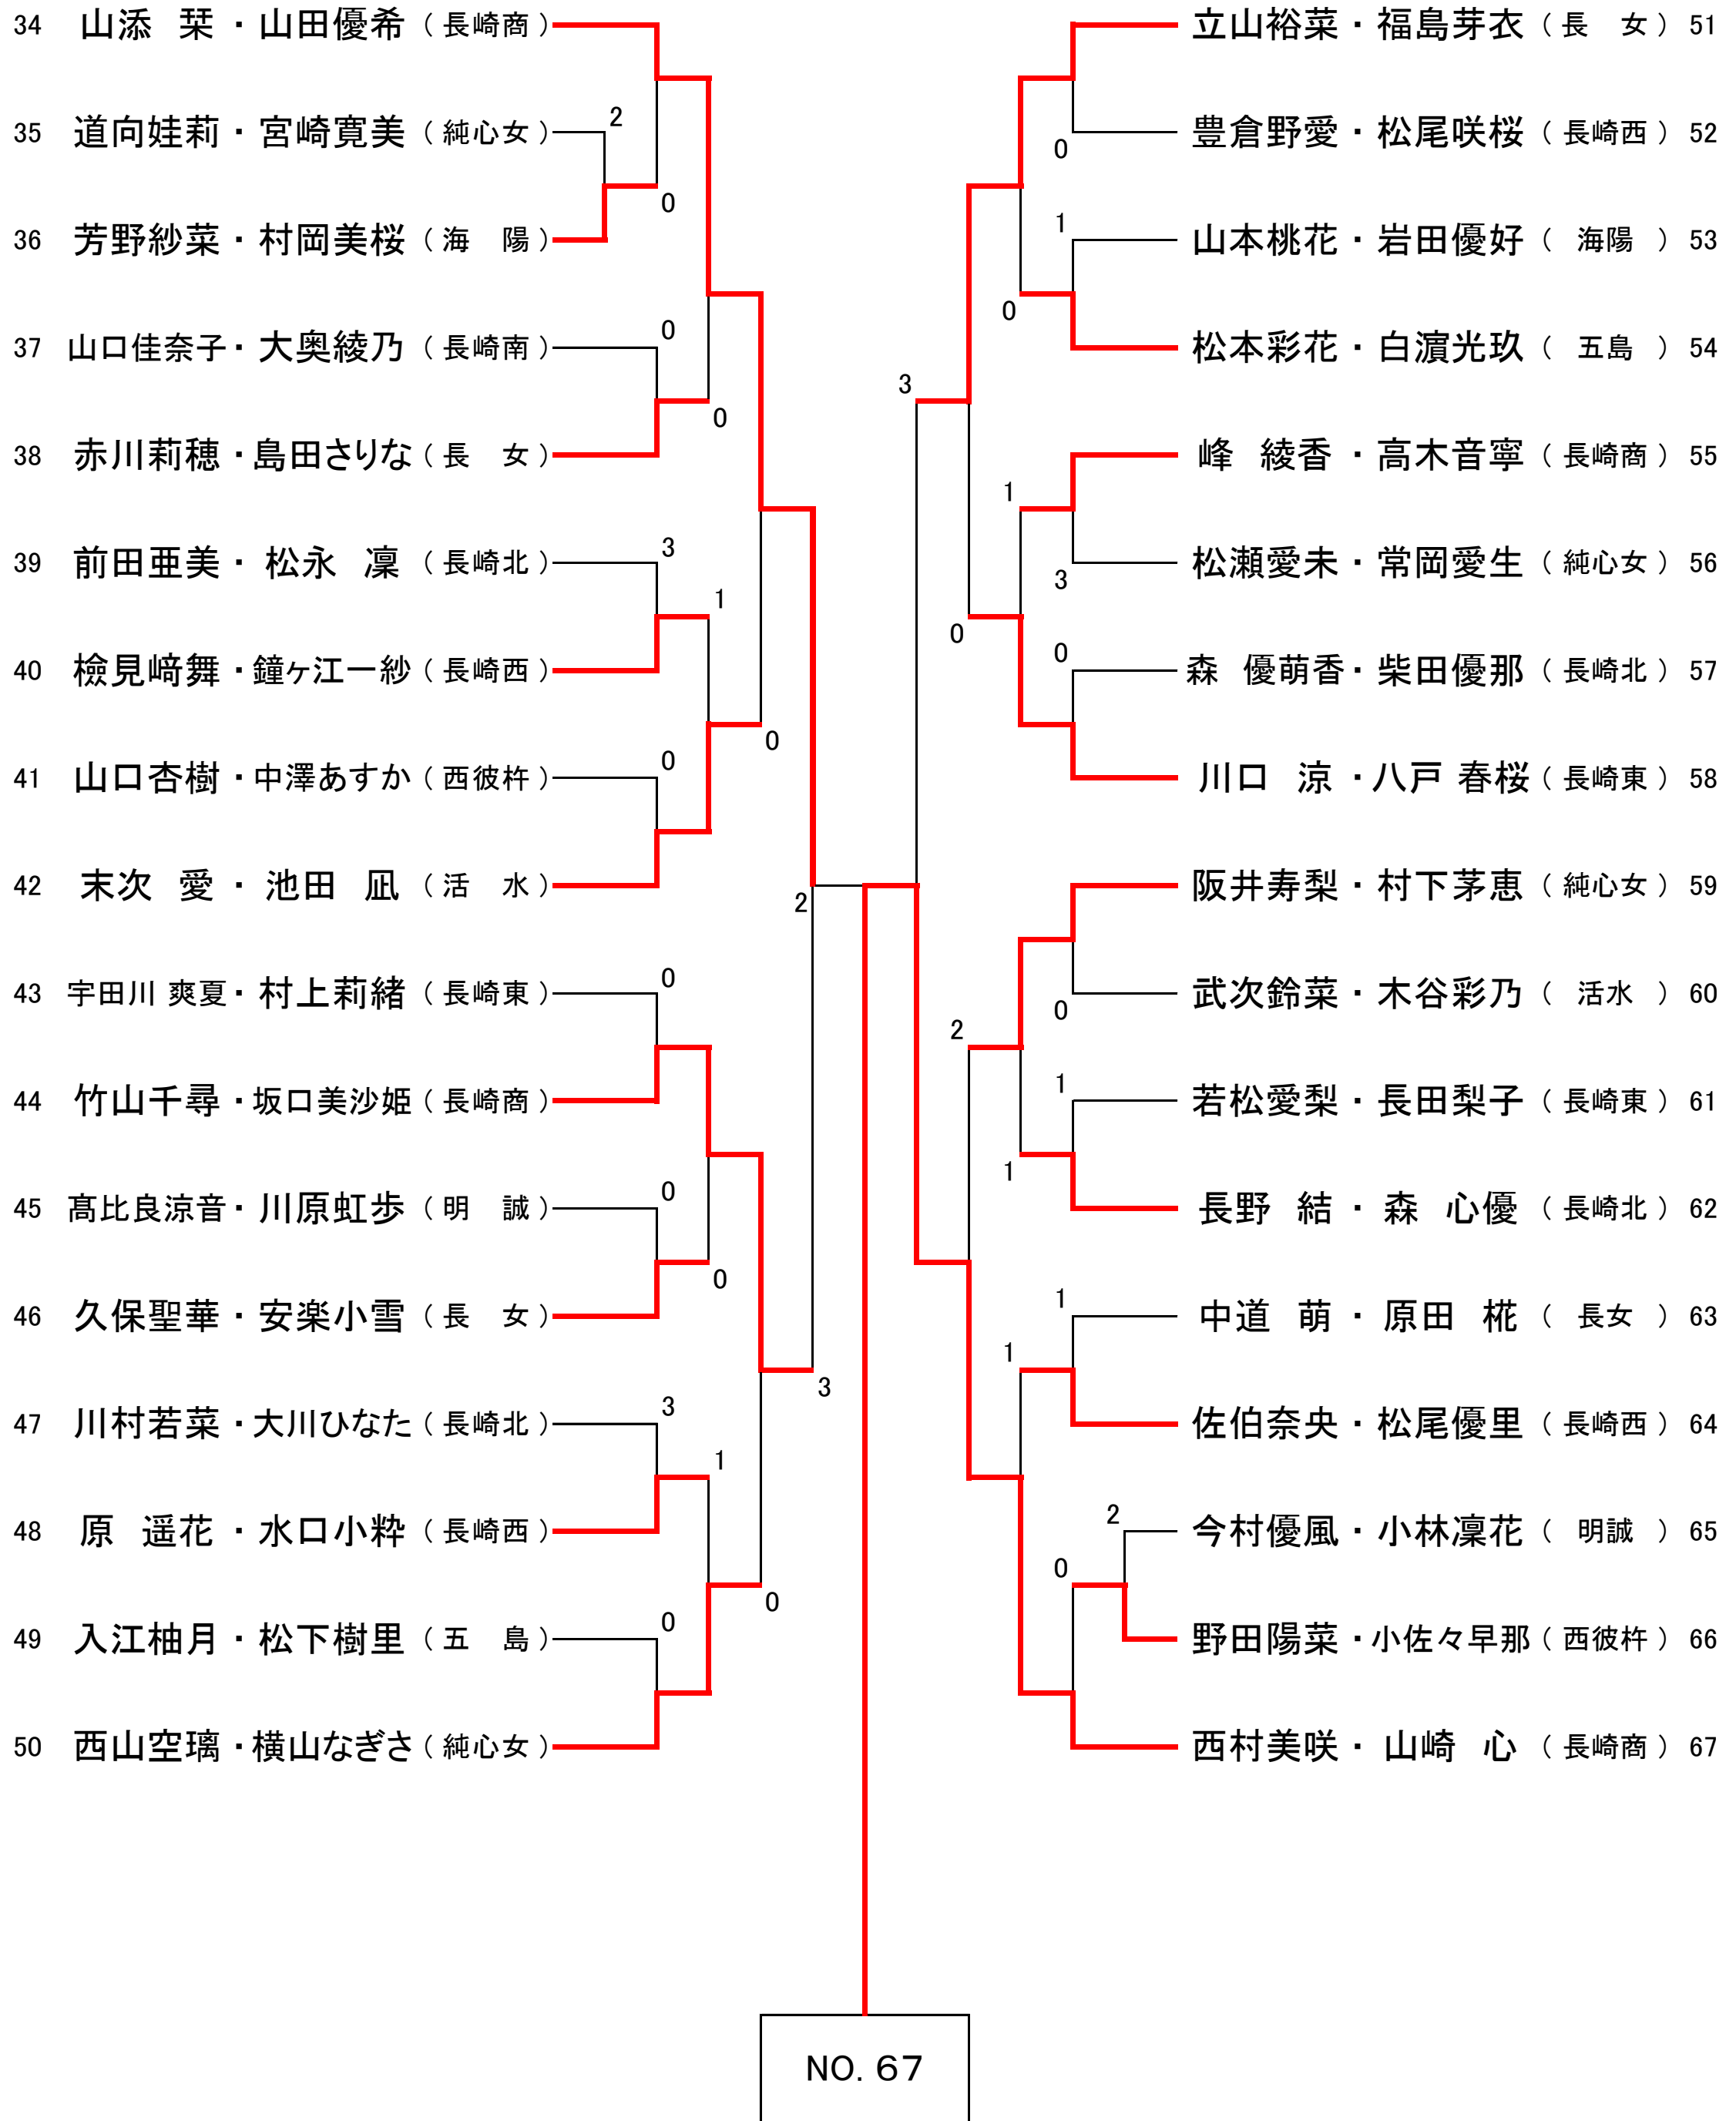 34 山添 栞・山田優希（長崎商）
35 道向娃莉・宮崎寛美（純心女）
36 芳野紗菜・村岡美桜（海 陽）
37 山口佳奈子・大奥綾乃（長崎南）
38 赤川莉穂・島田さりな（長 女）
39 前田亜美・松永 凜（長崎北）
40 檢見﨑舞・鐘ヶ江一紗（長崎西）
41 山口杏樹・中澤あすか（西彼杵）
42 末次 愛・池田 凪（活 水）
43 宇田川 爽夏・村上莉緒（長崎東）
44 竹山千尋・坂口美沙姫（長崎商）
45 髙比良涼音・川原虹歩（明 誠）
46 久保聖華・安楽小雪（長 女）
47 川村若菜・大川ひなた（長崎北）
48 原 遥花・水口小粋（長崎西）
49 入江柚月・松下樹里（五 島）
50 西山空璃・横山なぎさ（純心女）
2
0
0
0
3
1
0
0
0
0
0
3
1
0
0
2
3
立山裕菜・福島芽衣（長 女）51
豊倉野愛・松尾咲桜（長崎西）52
山本桃花・岩田優好（海陽）53
松本彩花・白濵光玖（五島）54
峰 綾香・高木音寧（長崎商）55
松瀬愛未・常岡愛生（純心女）56
森 優萌香・柴田優那（長崎北）57
川口 涼・八戸 春桜（長崎東）58
阪井寿梨・村下茅恵（純心女）59
武次鈴菜・木谷彩乃（活水）60
若松愛梨・長田梨子（長崎東）61
長野 結・森 心優（長崎北）62
中道 萌・原田 椛（長女）63
佐伯奈央・松尾優里（長崎西）64
今村優風・小林凜花（明誠）65
野田陽菜・小佐々早那（西彼杵）66
西村美咲・山崎 心（長崎商）67
0
1
0
3
1
3
0
0
0
2
1
1
1
1
2
0
NO.67